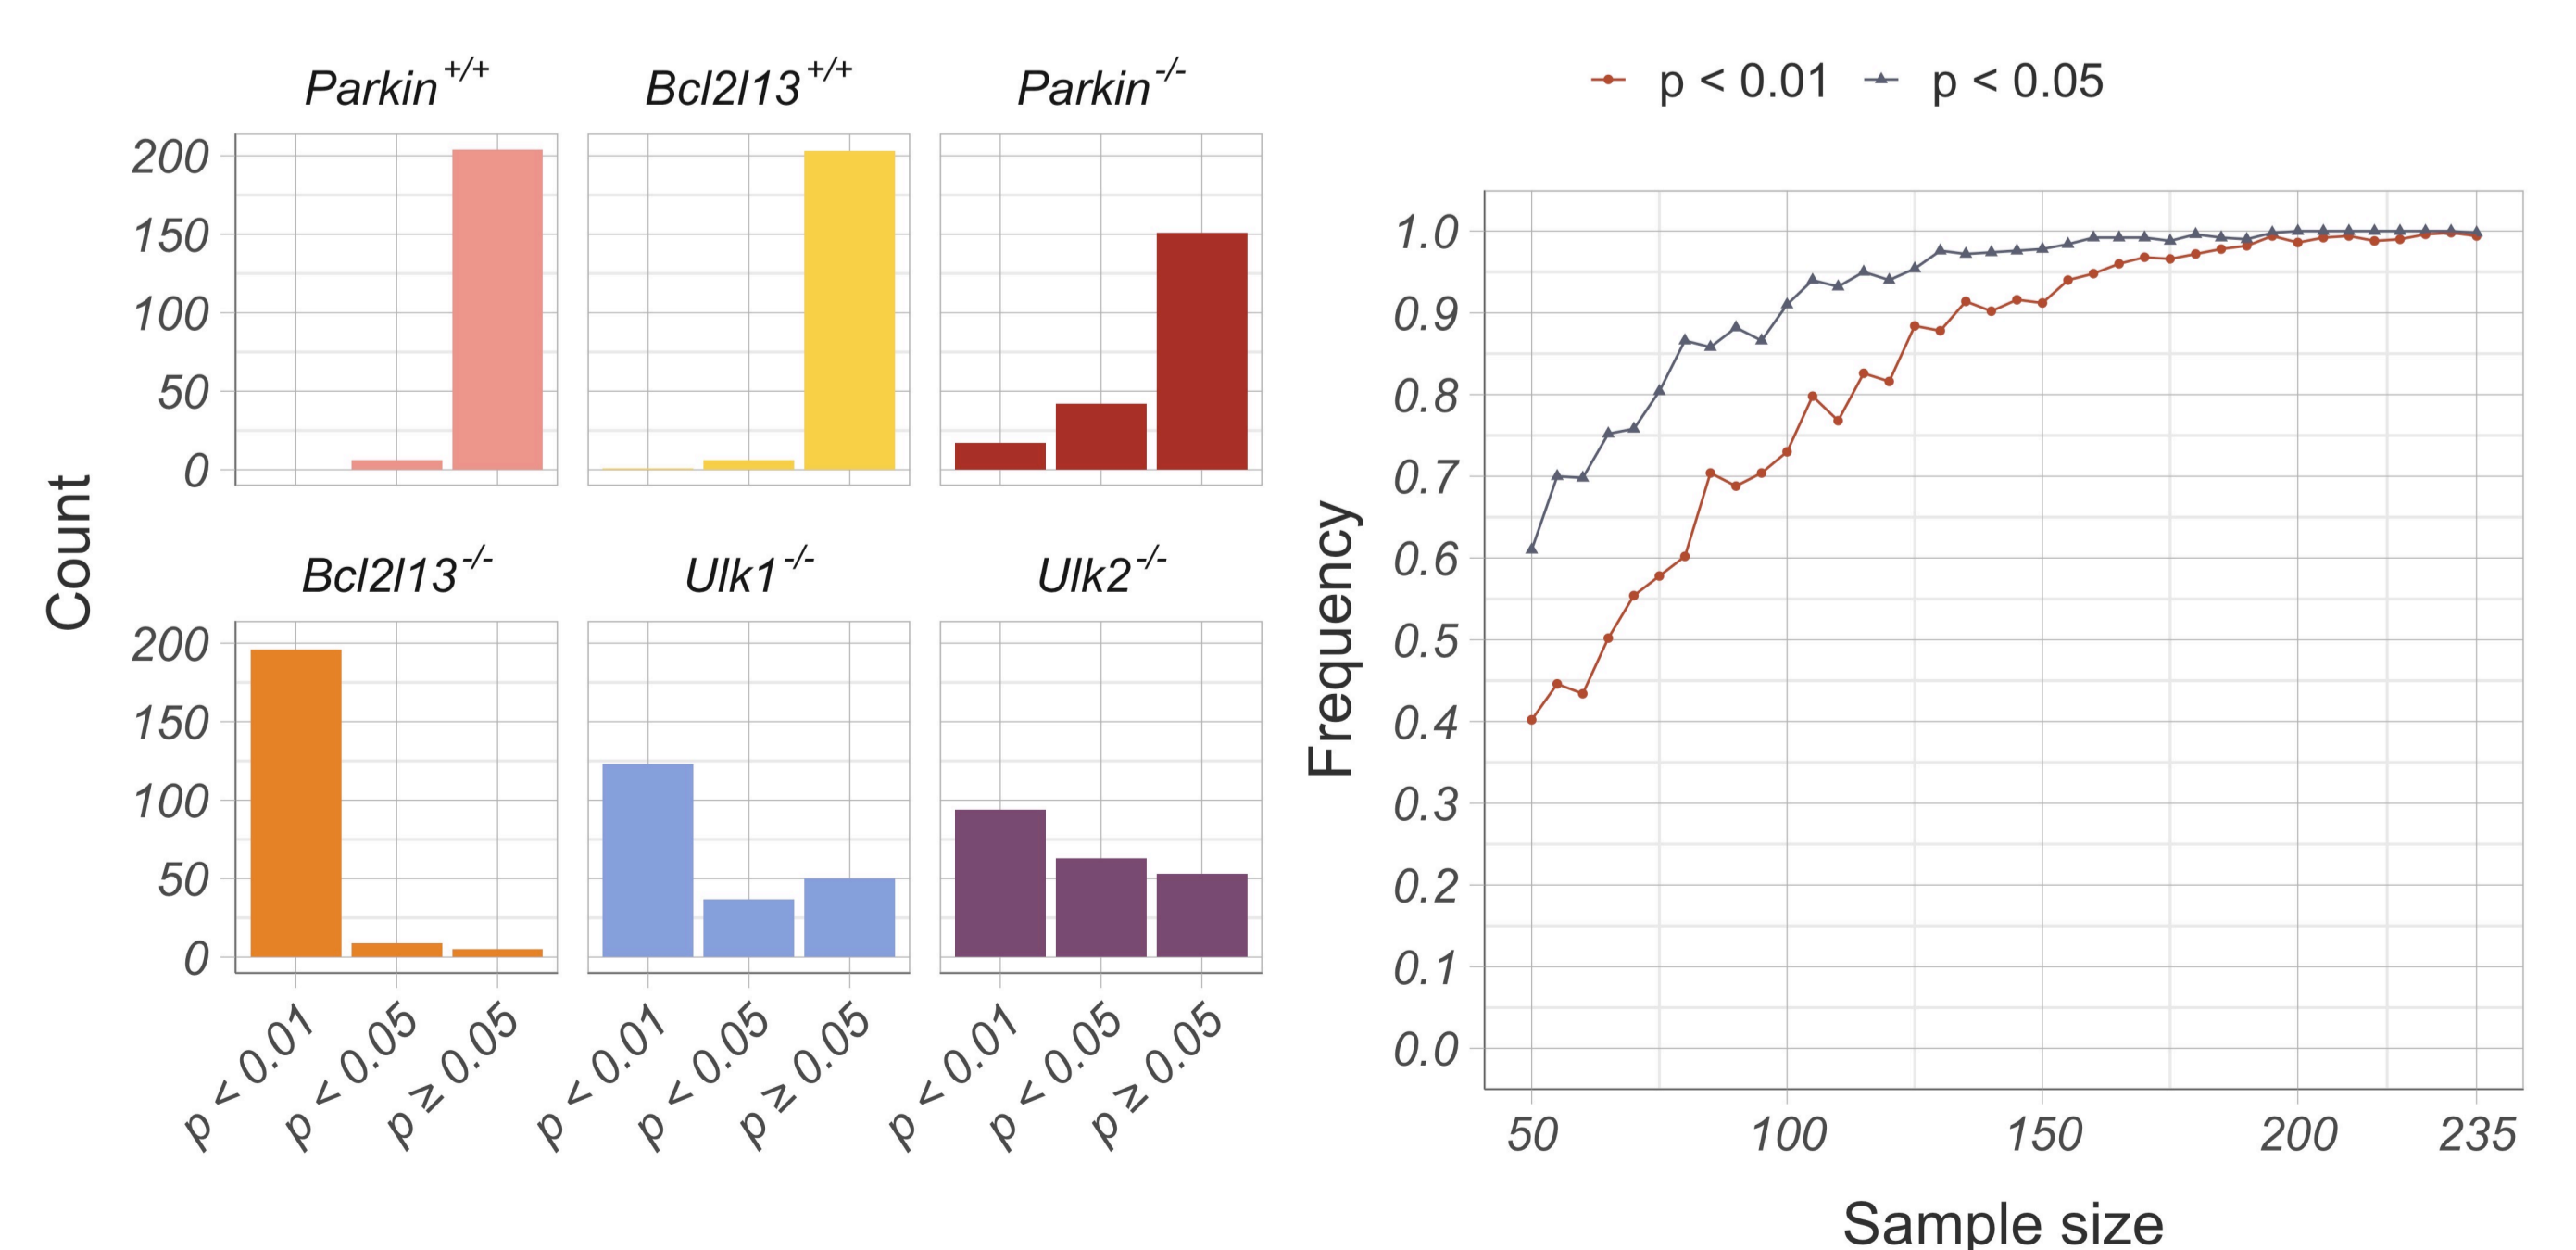 Parkin+/+ Bcl2l13+/+ Parkin-/-
200
150
100
50
0
Count
Bcl2l13-/- Ulk1-/- Ulk2-/-
200
150
100
50
0
p < 0.01 p < 0.05 p ≥ 0.05 p < 0.01 p < 0.05 p ≥ 0.05 p < 0.01 p < 0.05 p ≥ 0.05
p < 0.01 p < 0.05
1.0
0.9
0.8
0.7
0.6
0.5
0.4
0.3
0.2
0.1
0.0
Frequency
50 100 150 200 235
Sample size